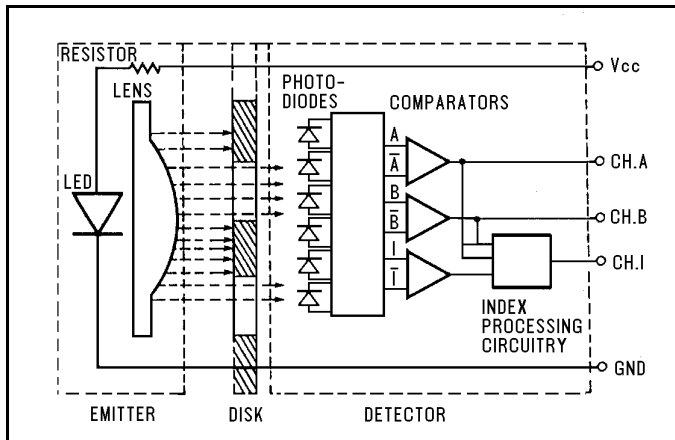 RESISTOR
LENS
LED
PHOTO-
DIODES
COMPARATORS
A
A̅
B
B̅
I
I̅
Vcc
CH.A
CH.B
CH.I
INDEX
PROCESSING
CIRCUITRY
GND
EMITTER
DISK
DETECTOR